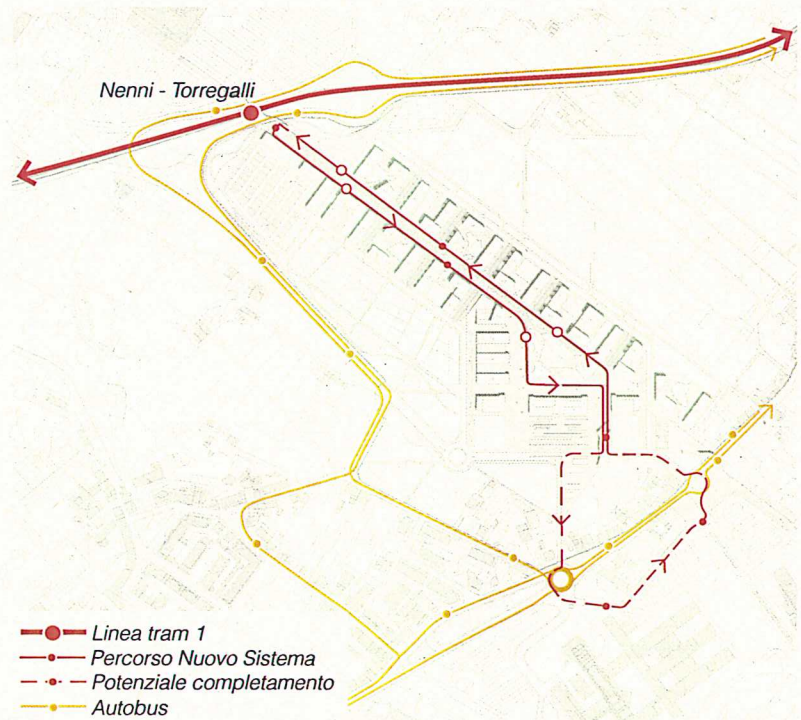 Nenni - Torregalli
Linea tram 1
Percorso Nuovo Sistema
Potenziale completamento
Autobus